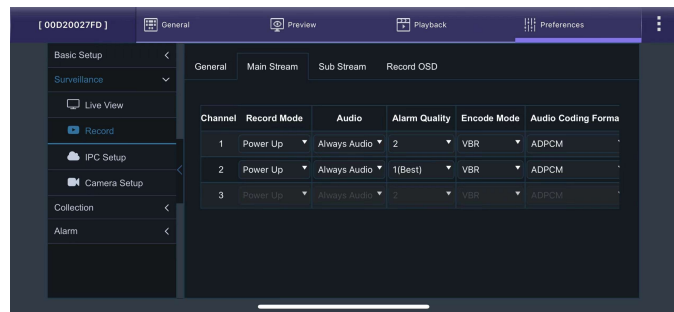 [ 00D20027FD ] General Preview Playback Preferences
Basic Setup
Surveillance
Live View
Record
IPC Setup
Camera Setup
Collection
Alarm
General Main Stream Sub Stream Record OSD
Channel Record Mode Audio Alarm Quality Encode Mode Audio Coding Forma
1 Power Up Always Audio 2 VBR ADPCM
2 Power Up Always Audio 1(Best) VBR ADPCM
3 Power Up Always Audio 2 VBR ADPCM